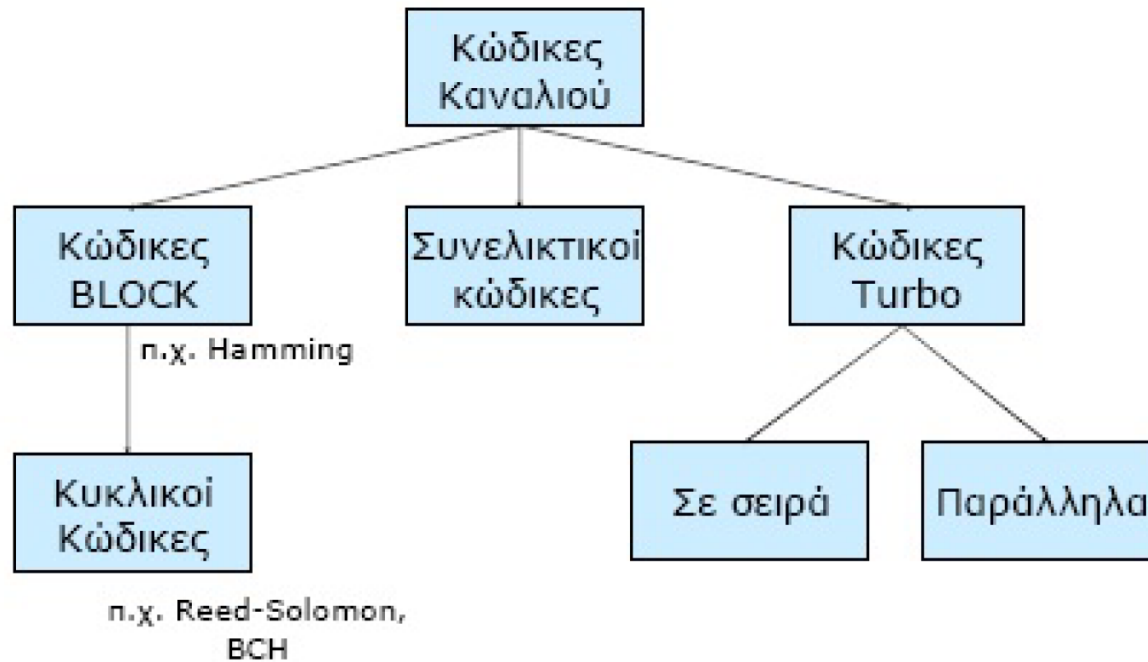 Κώδικες
Καναλιού
Κώδικες
BLOCK
Συνελικτικοί
κώδικες
Κώδικες
Turbo
π.χ. Hamming
Κυκλικοί
Κώδικες
Σε σειρά
Παράλληλα
π.χ. Reed-Solomon,
BCH